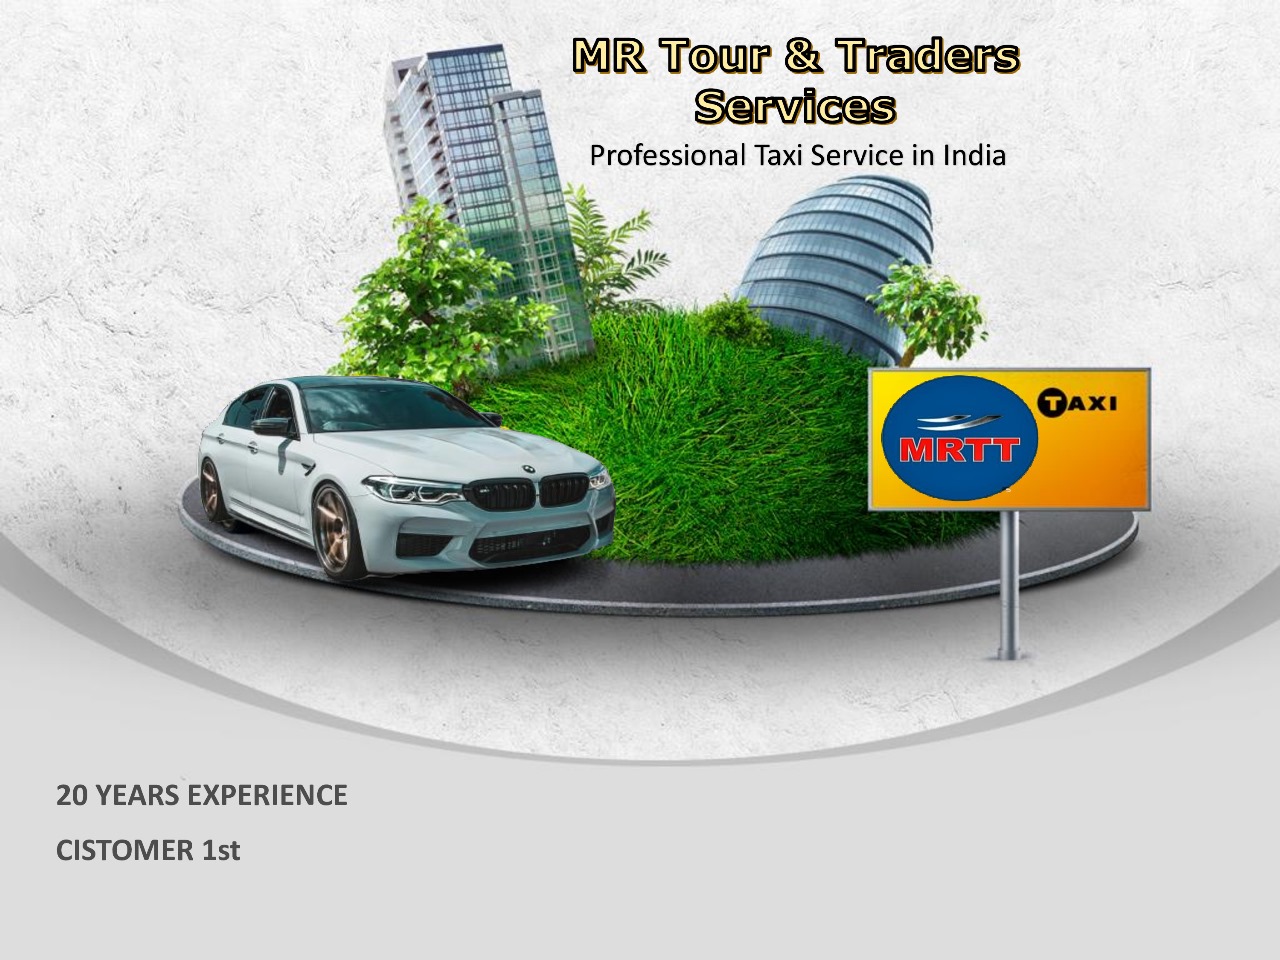 MR Tour & Traders
Services
Professional Taxi Service in India
TAXI
MRTT
20 YEARS EXPERIENCE
CISTOMER 1st